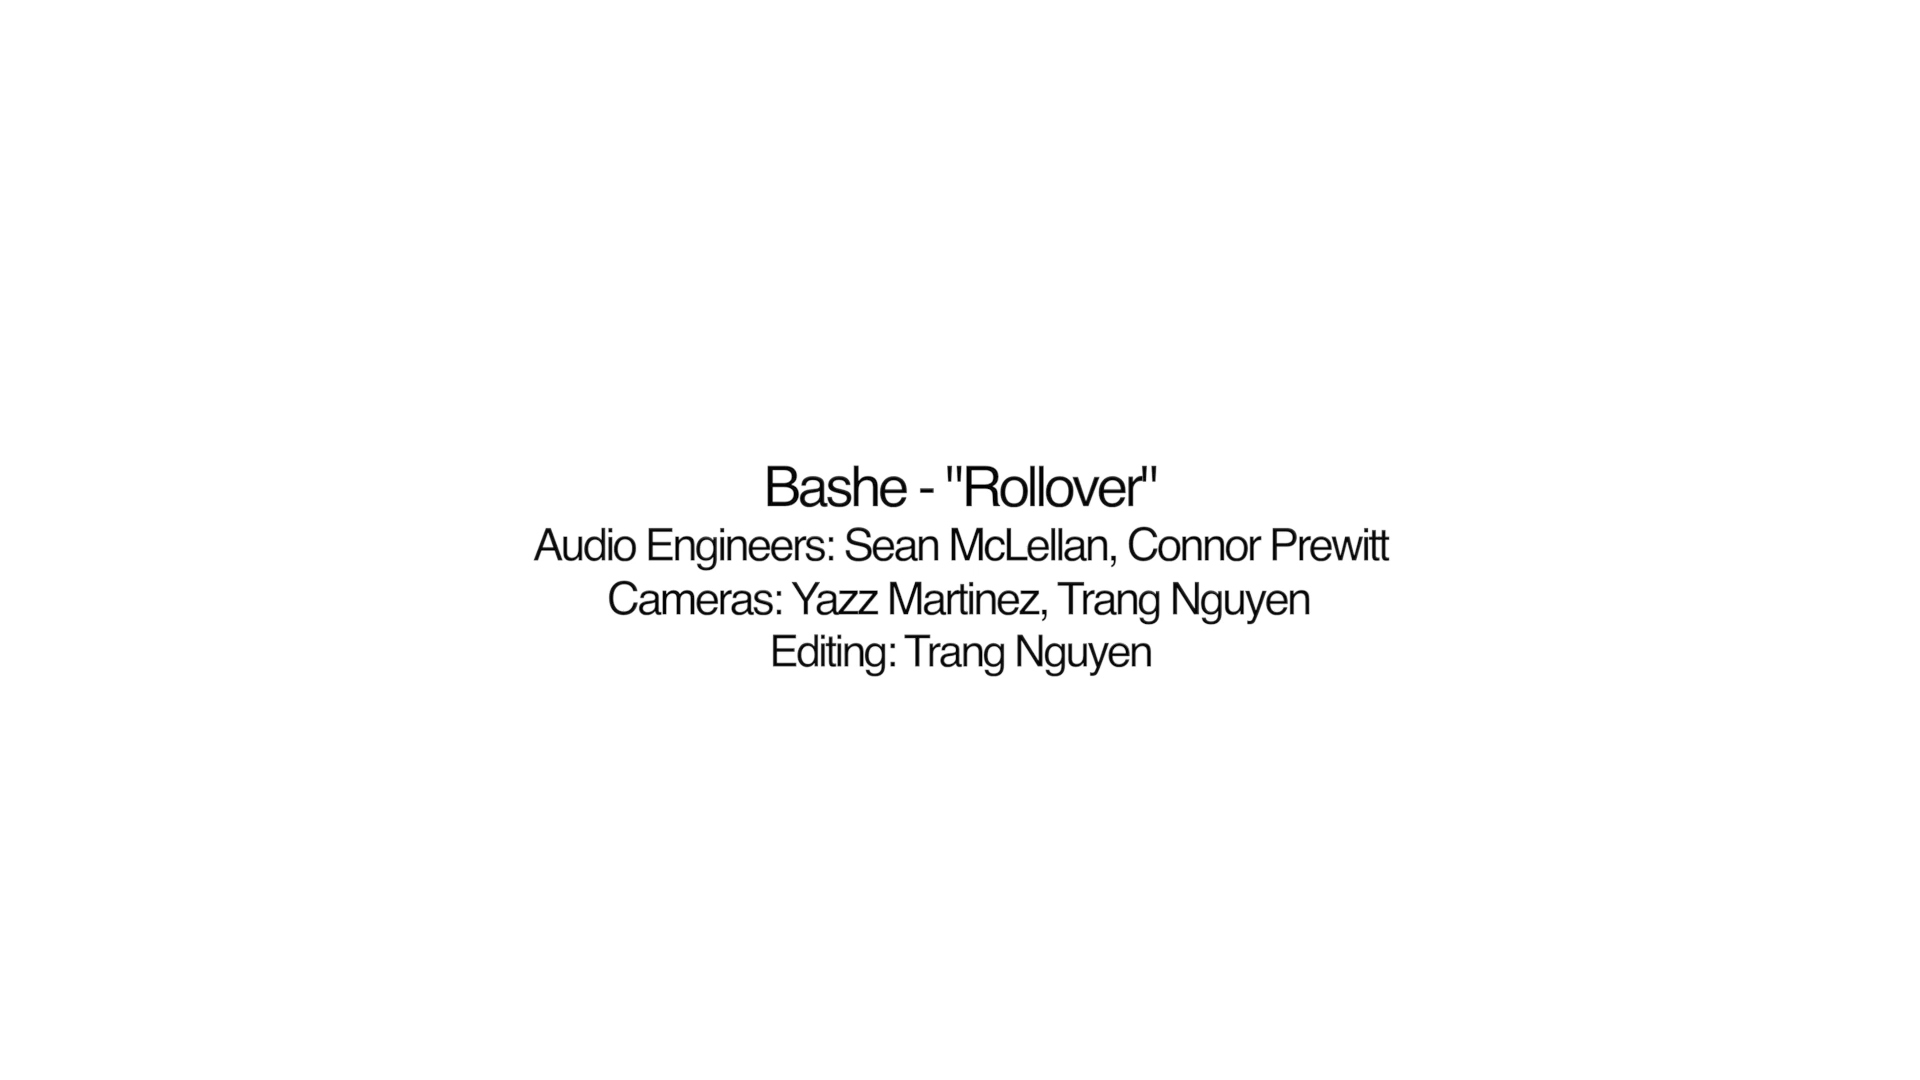 Bashe - "Rollover"
Audio Engineers: Sean McLellan, Connor Prewitt
Cameras: Yazz Martinez, Trang Nguyen
Editing: Trang Nguyen